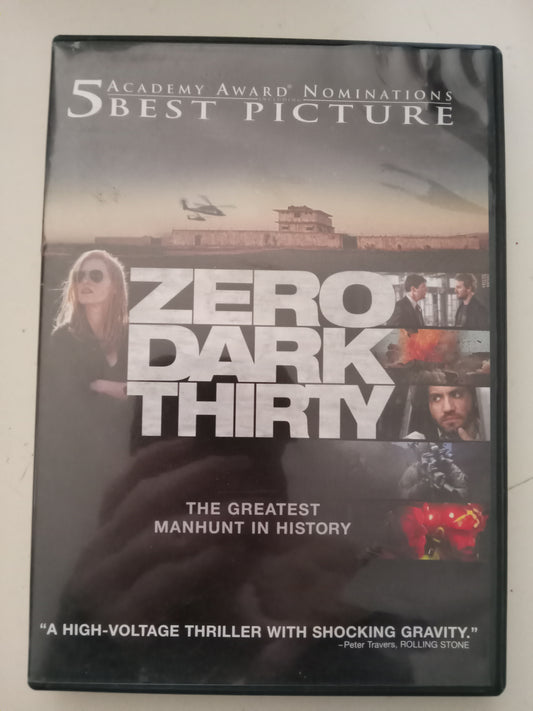 5 ACADEMY AWARD® NOMINATIONS
INCLUDING
BEST PICTURE
ZERO
DARK
THIRTY
THE GREATEST
MANHUNT IN HISTORY
“A HIGH-VOLTAGE THRILLER WITH SHOCKING GRAVITY.”
–Peter Travers, ROLLING STONE